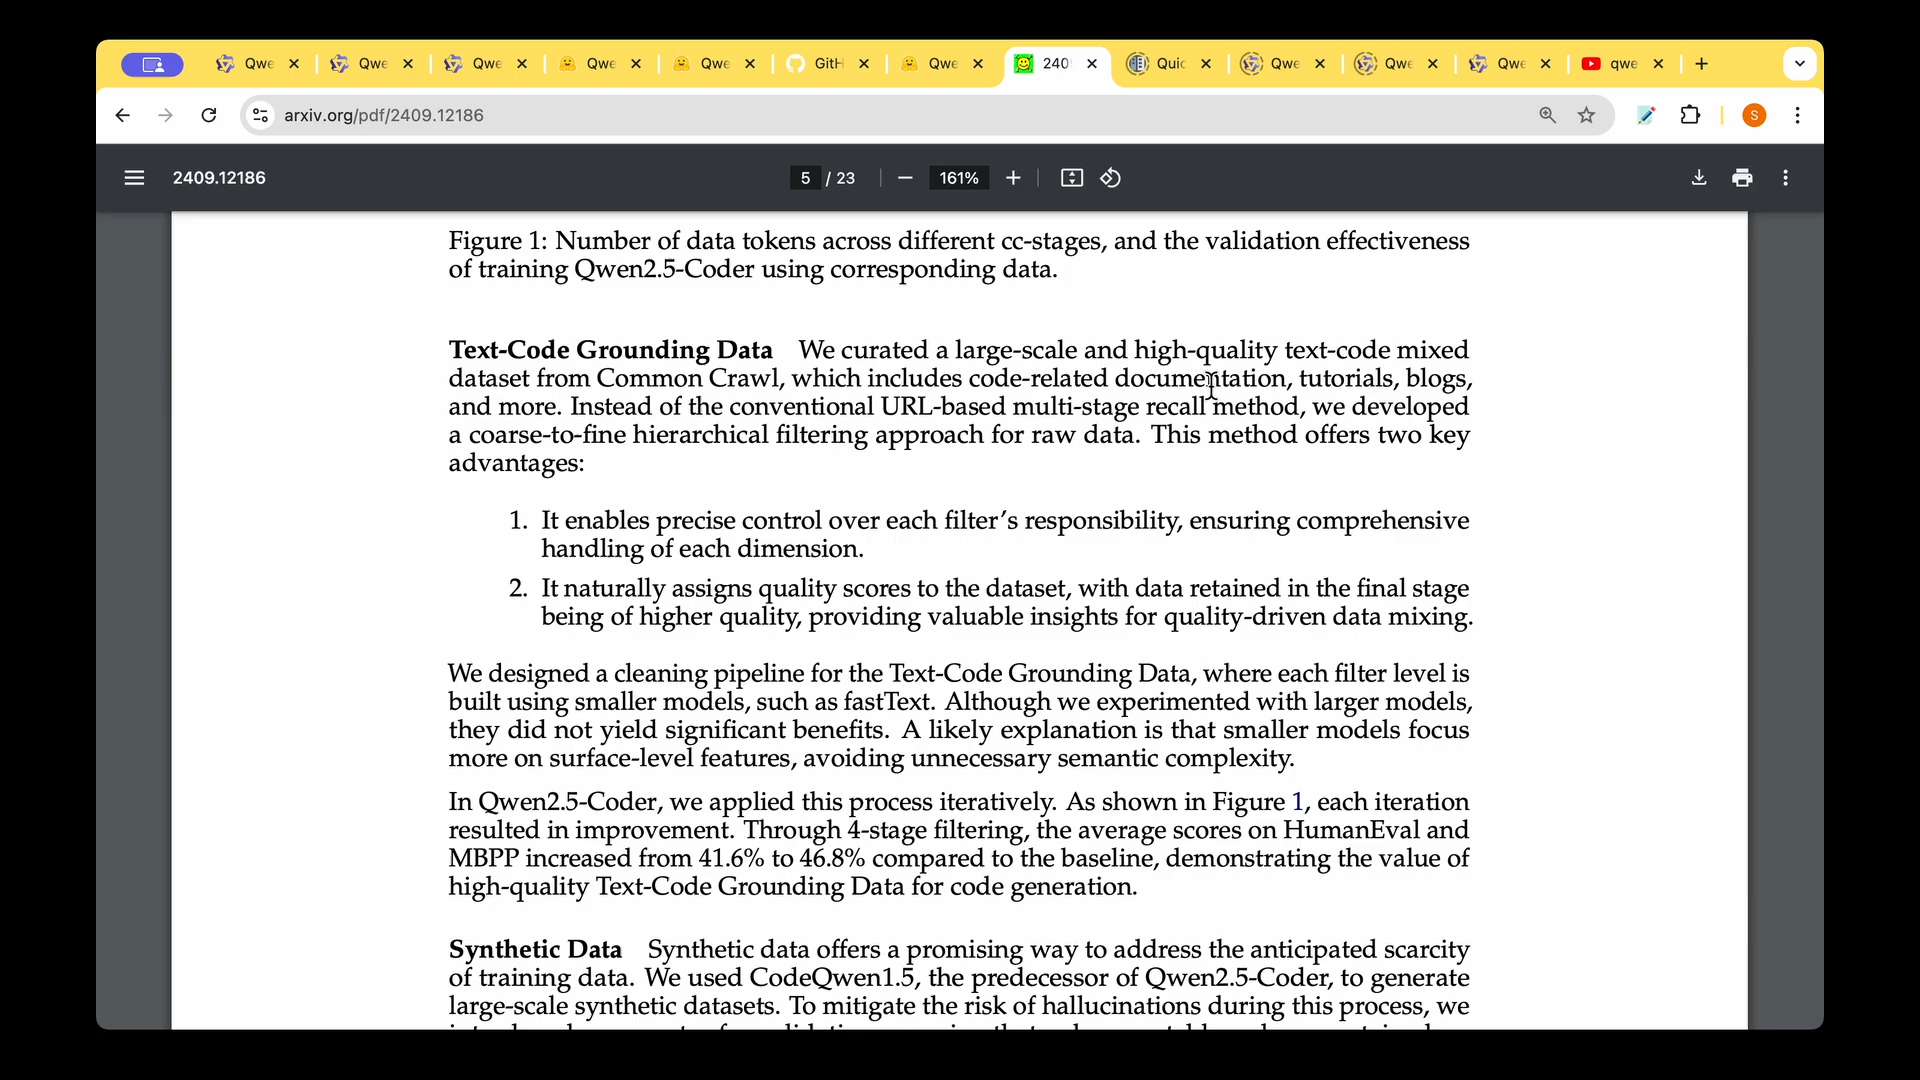 Qwe
Qwe
Qwe
Qwe
Qwe
GitH
Qwe
240
Quic
Qwe
Qwe
Qwe
qwe
arxiv.org/pdf/2409.12186
S
2409.12186
5 / 23
161%
Figure 1: Number of data tokens across different cc-stages, and the validation effectiveness
of training Qwen2.5-Coder using corresponding data.
Text-Code Grounding Data We curated a large-scale and high-quality text-code mixed
dataset from Common Crawl, which includes code-related documentation, tutorials, blogs,
and more. Instead of the conventional URL-based multi-stage recall method, we developed
a coarse-to-fine hierarchical filtering approach for raw data. This method offers two key
advantages:
1. It enables precise control over each filter's responsibility, ensuring comprehensive
handling of each dimension.
2. It naturally assigns quality scores to the dataset, with data retained in the final stage
being of higher quality, providing valuable insights for quality-driven data mixing.
We designed a cleaning pipeline for the Text-Code Grounding Data, where each filter level is
built using smaller models, such as fastText. Although we experimented with larger models,
they did not yield significant benefits. A likely explanation is that smaller models focus
more on surface-level features, avoiding unnecessary semantic complexity.
In Qwen2.5-Coder, we applied this process iteratively. As shown in Figure 1, each iteration
resulted in improvement. Through 4-stage filtering, the average scores on HumanEval and
MBPP increased from 41.6% to 46.8% compared to the baseline, demonstrating the value of
high-quality Text-Code Grounding Data for code generation.
Synthetic Data Synthetic data offers a promising way to address the anticipated scarcity
of training data. We used CodeQwen1.5, the predecessor of Qwen2.5-Coder, to generate
large-scale synthetic datasets. To mitigate the risk of hallucinations during this process, we